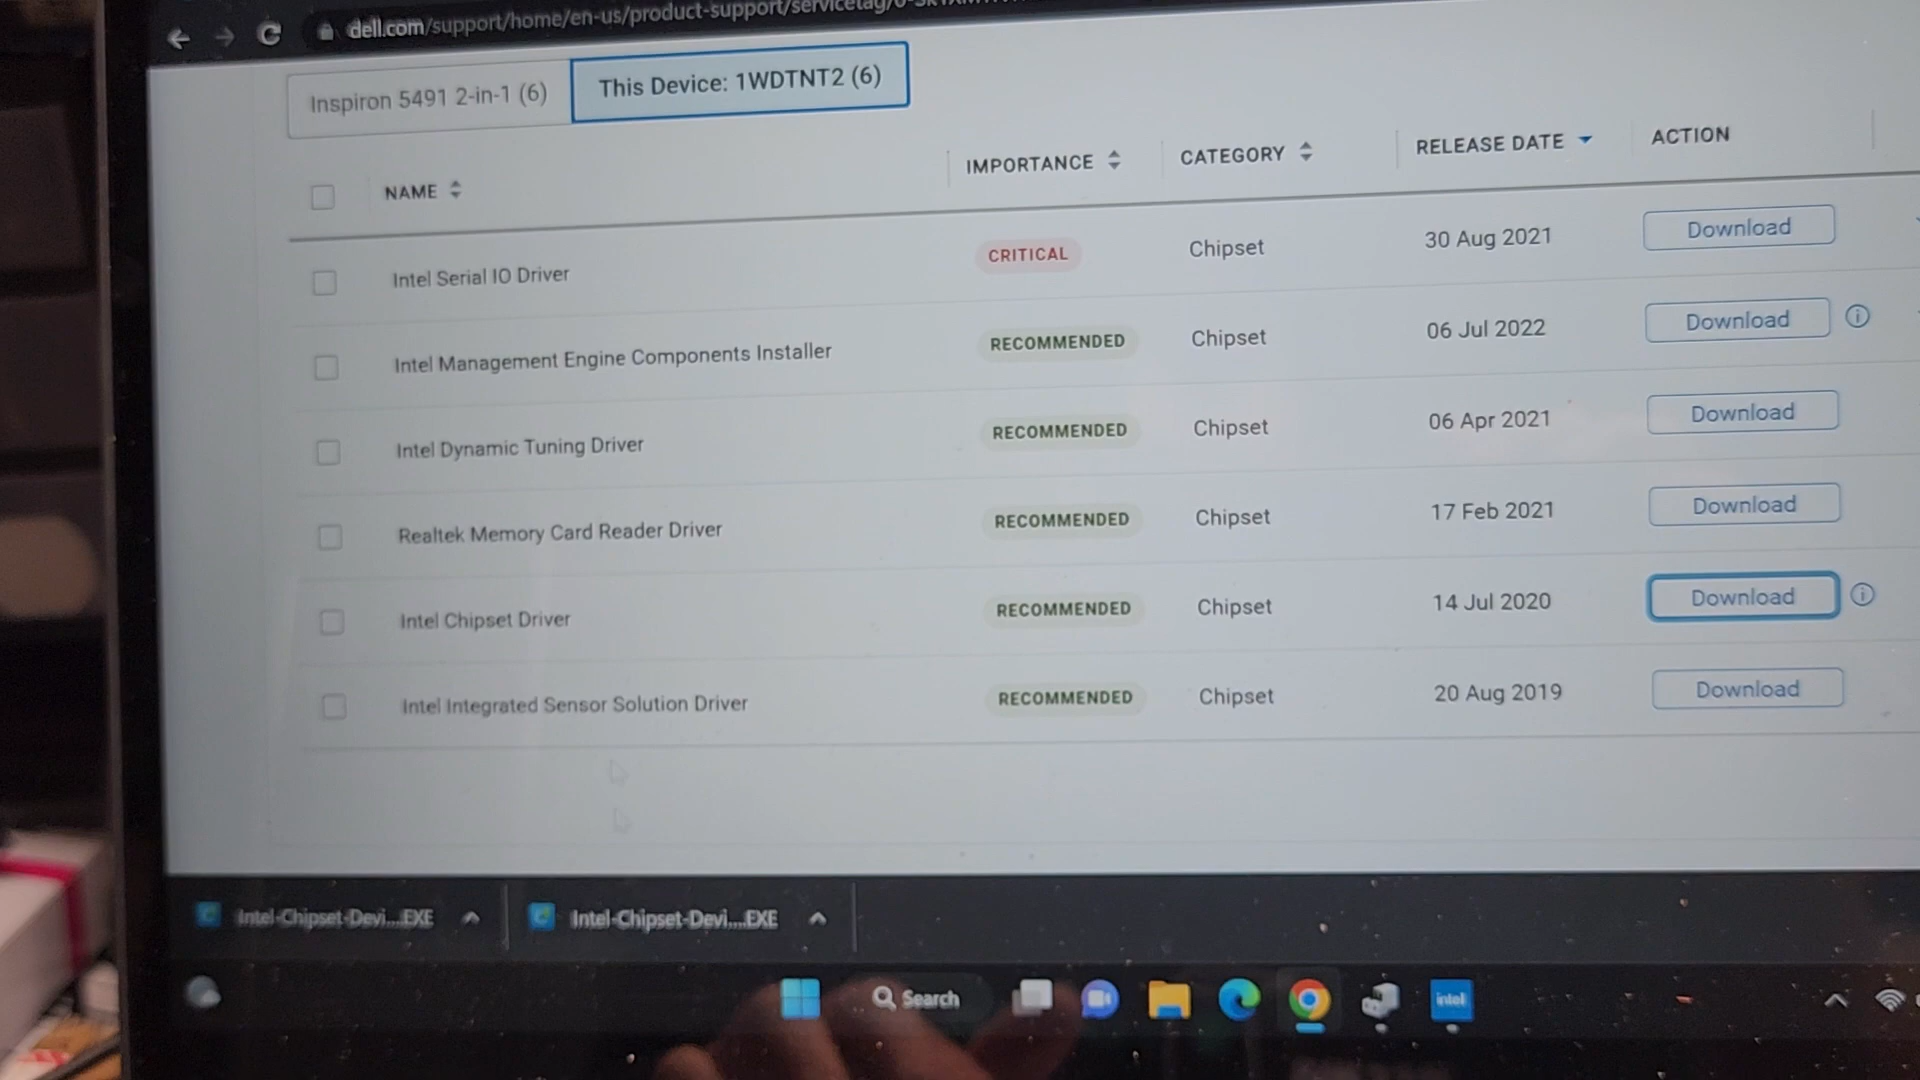 dell.com/support/home/en-us/product-support/servicetag/
Inspiron 5491 2-in-1 (6)
This Device: 1WDTNT2 (6)
NAME IMPORTANCE CATEGORY RELEASE DATE ACTION
Intel Serial IO Driver CRITICAL Chipset 30 Aug 2021 Download
Intel Management Engine Components Installer RECOMMENDED Chipset 06 Jul 2022 Download
Intel Dynamic Tuning Driver RECOMMENDED Chipset 06 Apr 2021 Download
Realtek Memory Card Reader Driver RECOMMENDED Chipset 17 Feb 2021 Download
Intel Chipset Driver RECOMMENDED Chipset 14 Jul 2020 Download
Intel Integrated Sensor Solution Driver RECOMMENDED Chipset 20 Aug 2019 Download
Intel-Chipset-Devi....EXE
Intel-Chipset-Devi....EXE
Search
intel